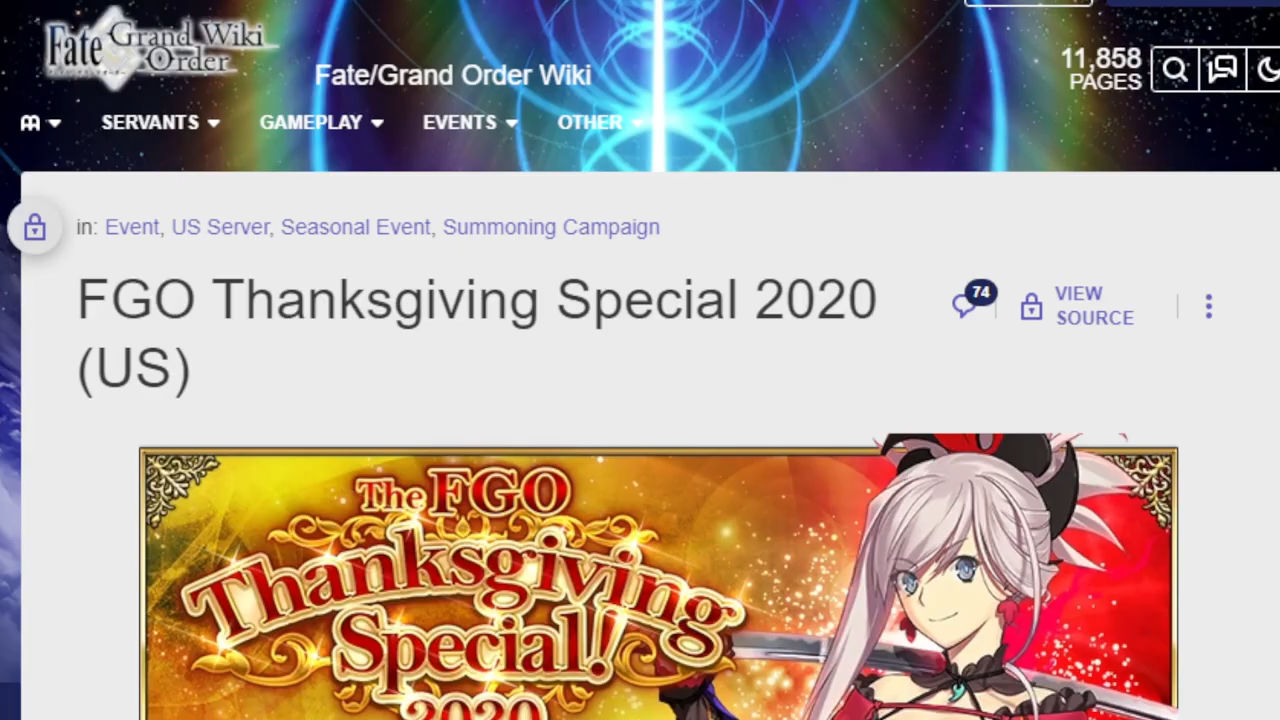 Fate Grand Wiki
Order
Fate/Grand Order Wiki
11,858
PAGES
SERVANTS
GAMEPLAY
EVENTS
OTHER
in: Event, US Server, Seasonal Event, Summoning Campaign
FGO Thanksgiving Special 2020
(US)
74
VIEW
SOURCE
The FGO
Thanksgiving
Special!
2020